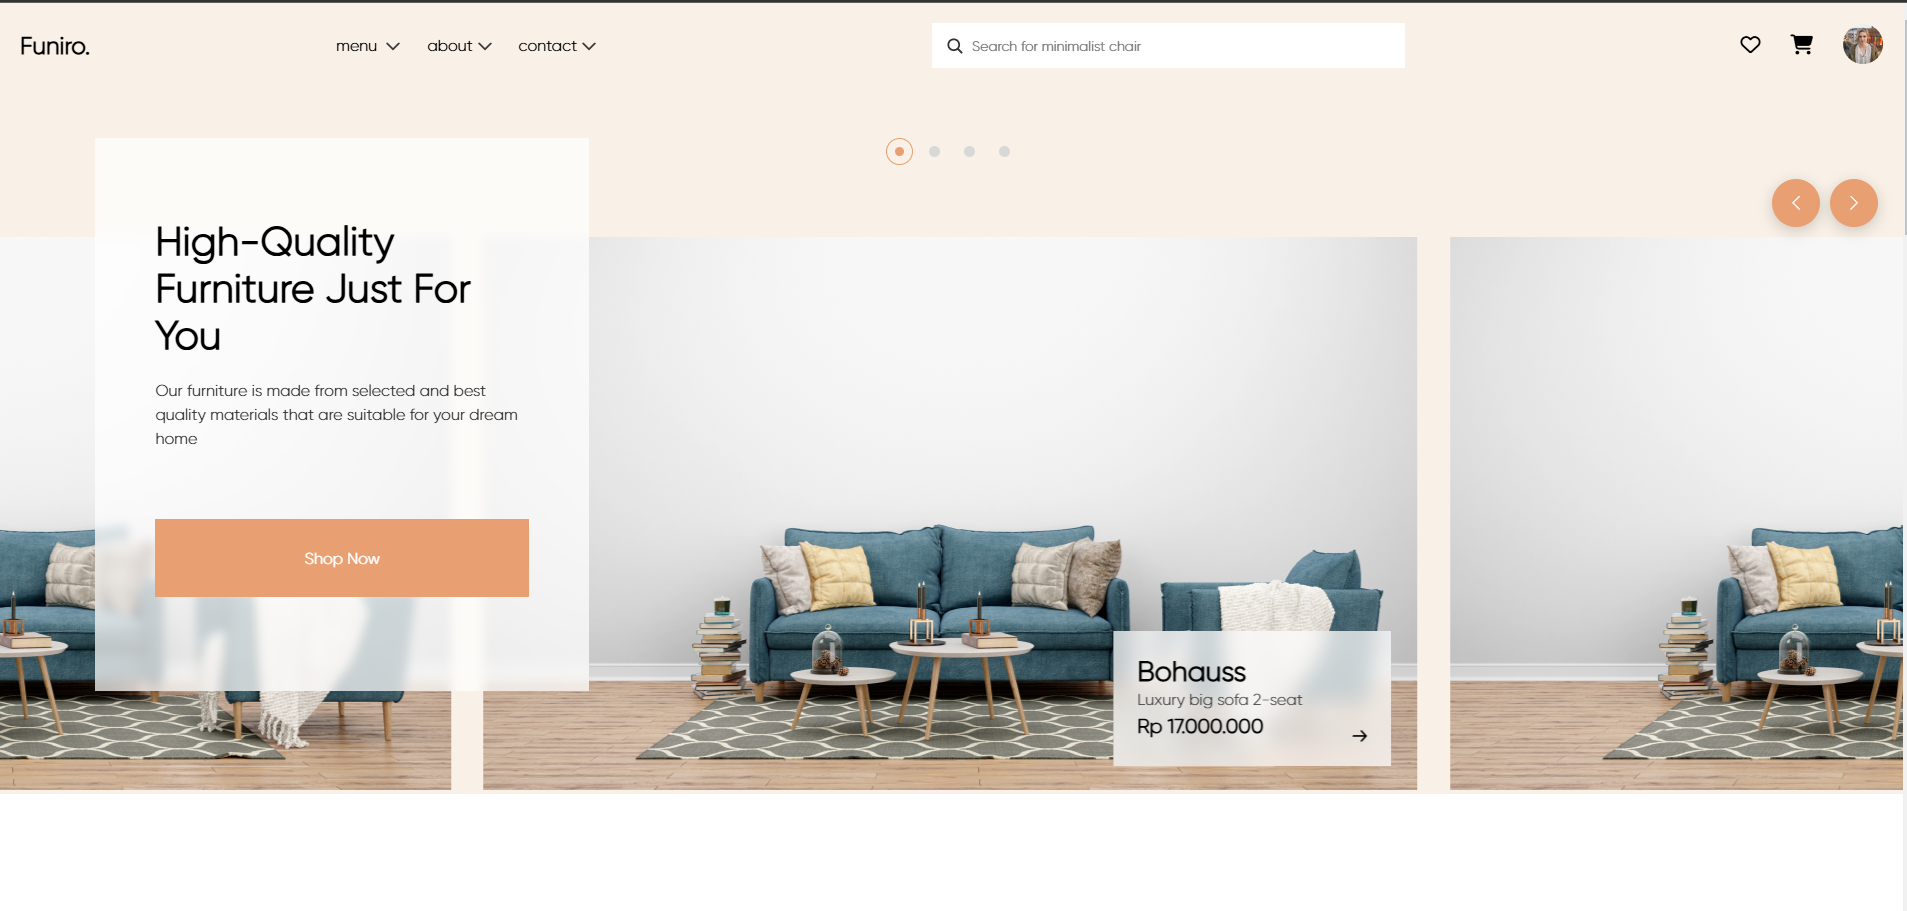 Funiro.
menu
about
contact
Search for minimalist chair
High-Quality
Furniture Just For
You
Our furniture is made from selected and best
quality materials that are suitable for your dream
home
Shop Now
Bohauss
Luxury big sofa 2-seat
Rp 17.000.000